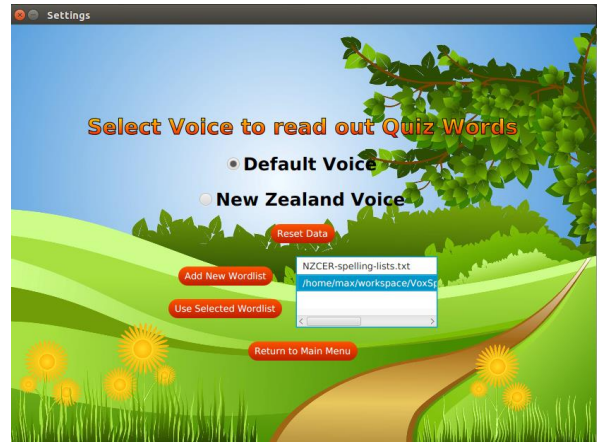 Settings
Select Voice to read out Quiz Words
Default Voice
New Zealand Voice
Reset Data
NZCER-spelling-lists.txt
Add New Wordlist
/home/max/workspace/VoxSp
Use Selected Wordlist
Return to Main Menu